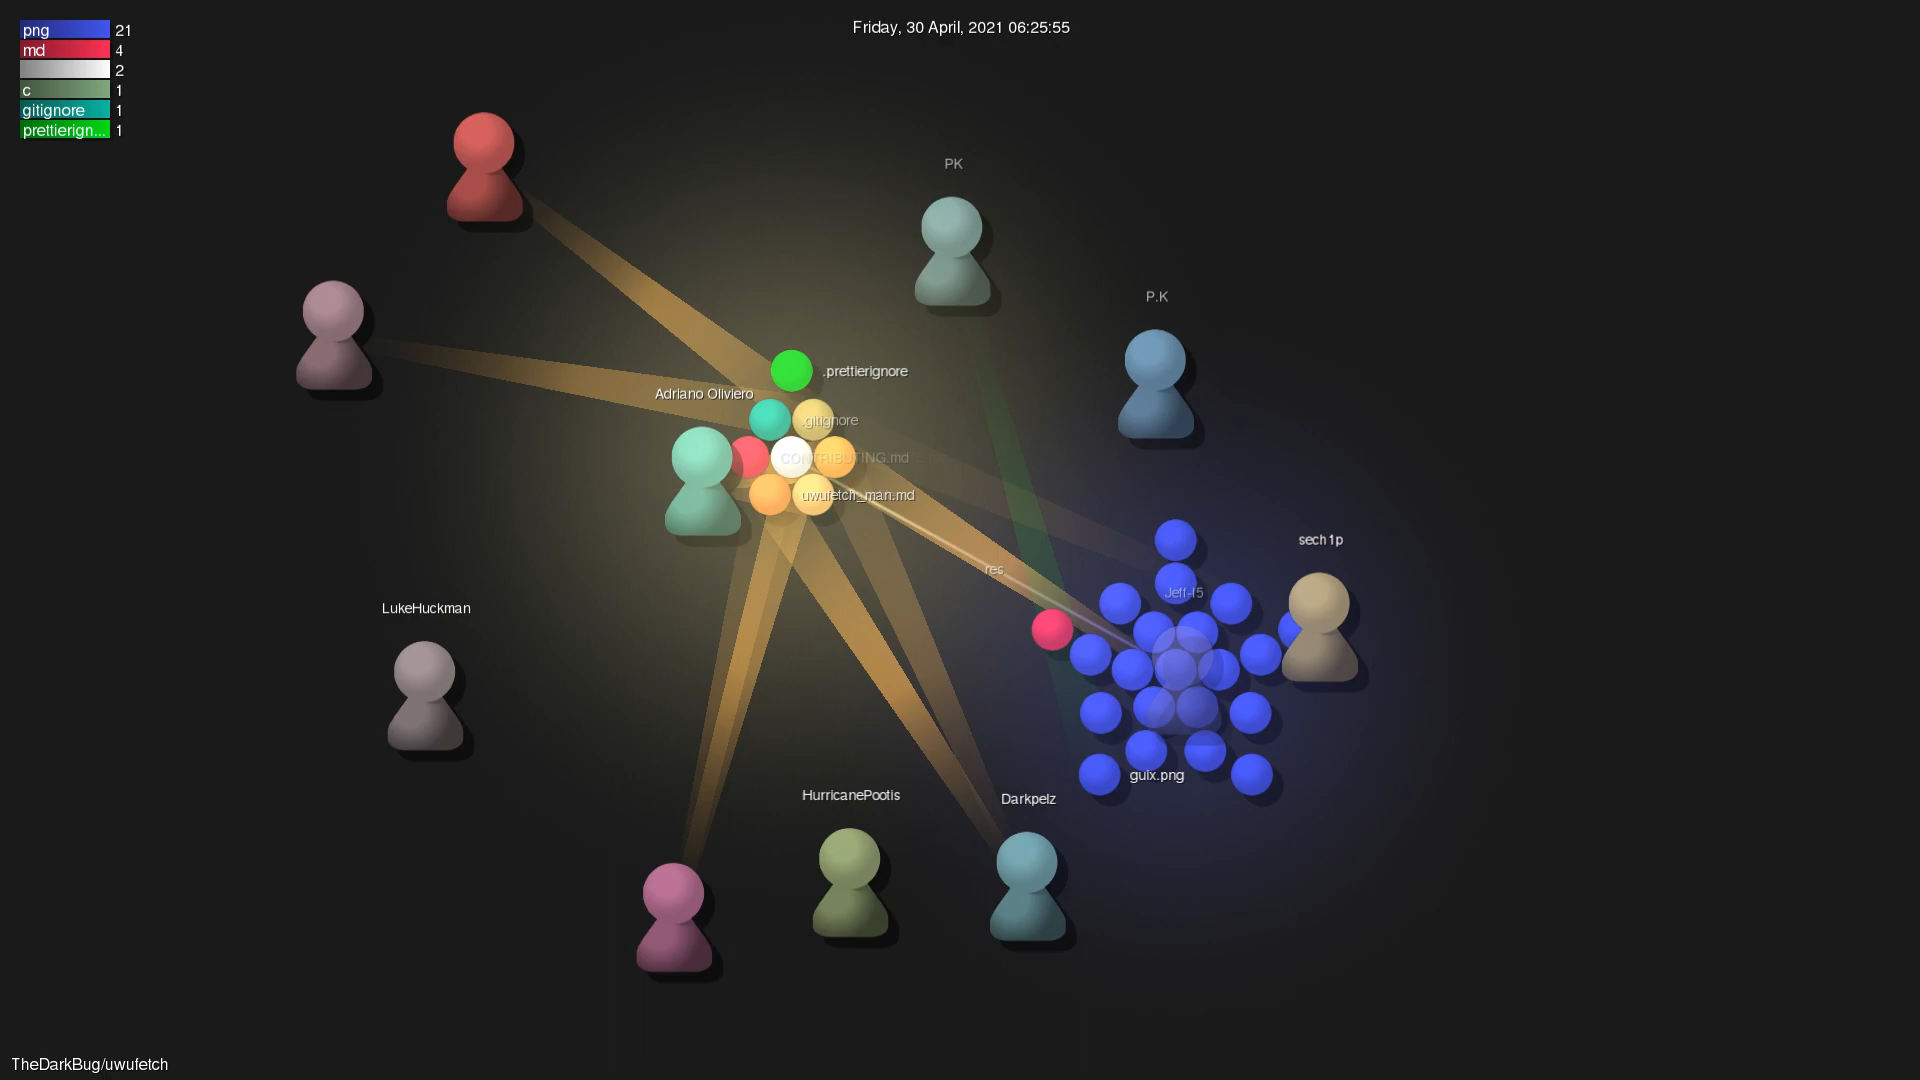 Friday, 30 April, 2021 06:25:55
png 21
md 4
2
c 1
gitignore 1
prettierign... 1
PK
P.K
.prettierignore
Adriano Oliviero
.gitignore
CONTRIBUTING.md
uwufetch_man.md
sech1p
res
Jeff-I5
LukeHuckman
guix.png
HurricanePootis
Darkpelz
TheDarkBug/uwufetch